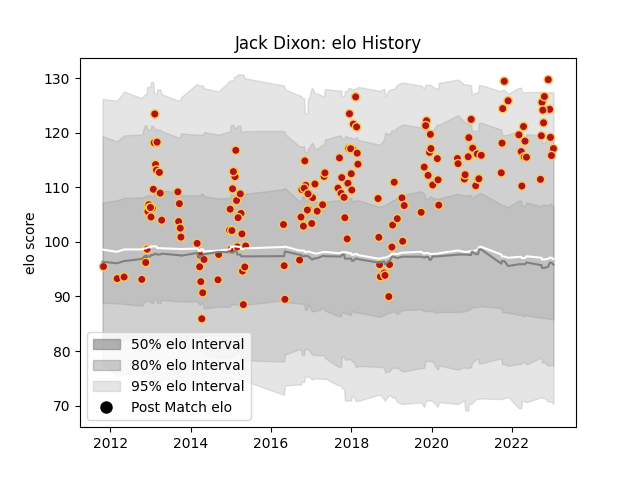 Jack Dixon: elo History
elo score
130
120
110
100
90
80
70
50% elo Interval
80% elo Interval
95% elo Interval
Post Match elo
2012 2014 2016 2018 2020 2022